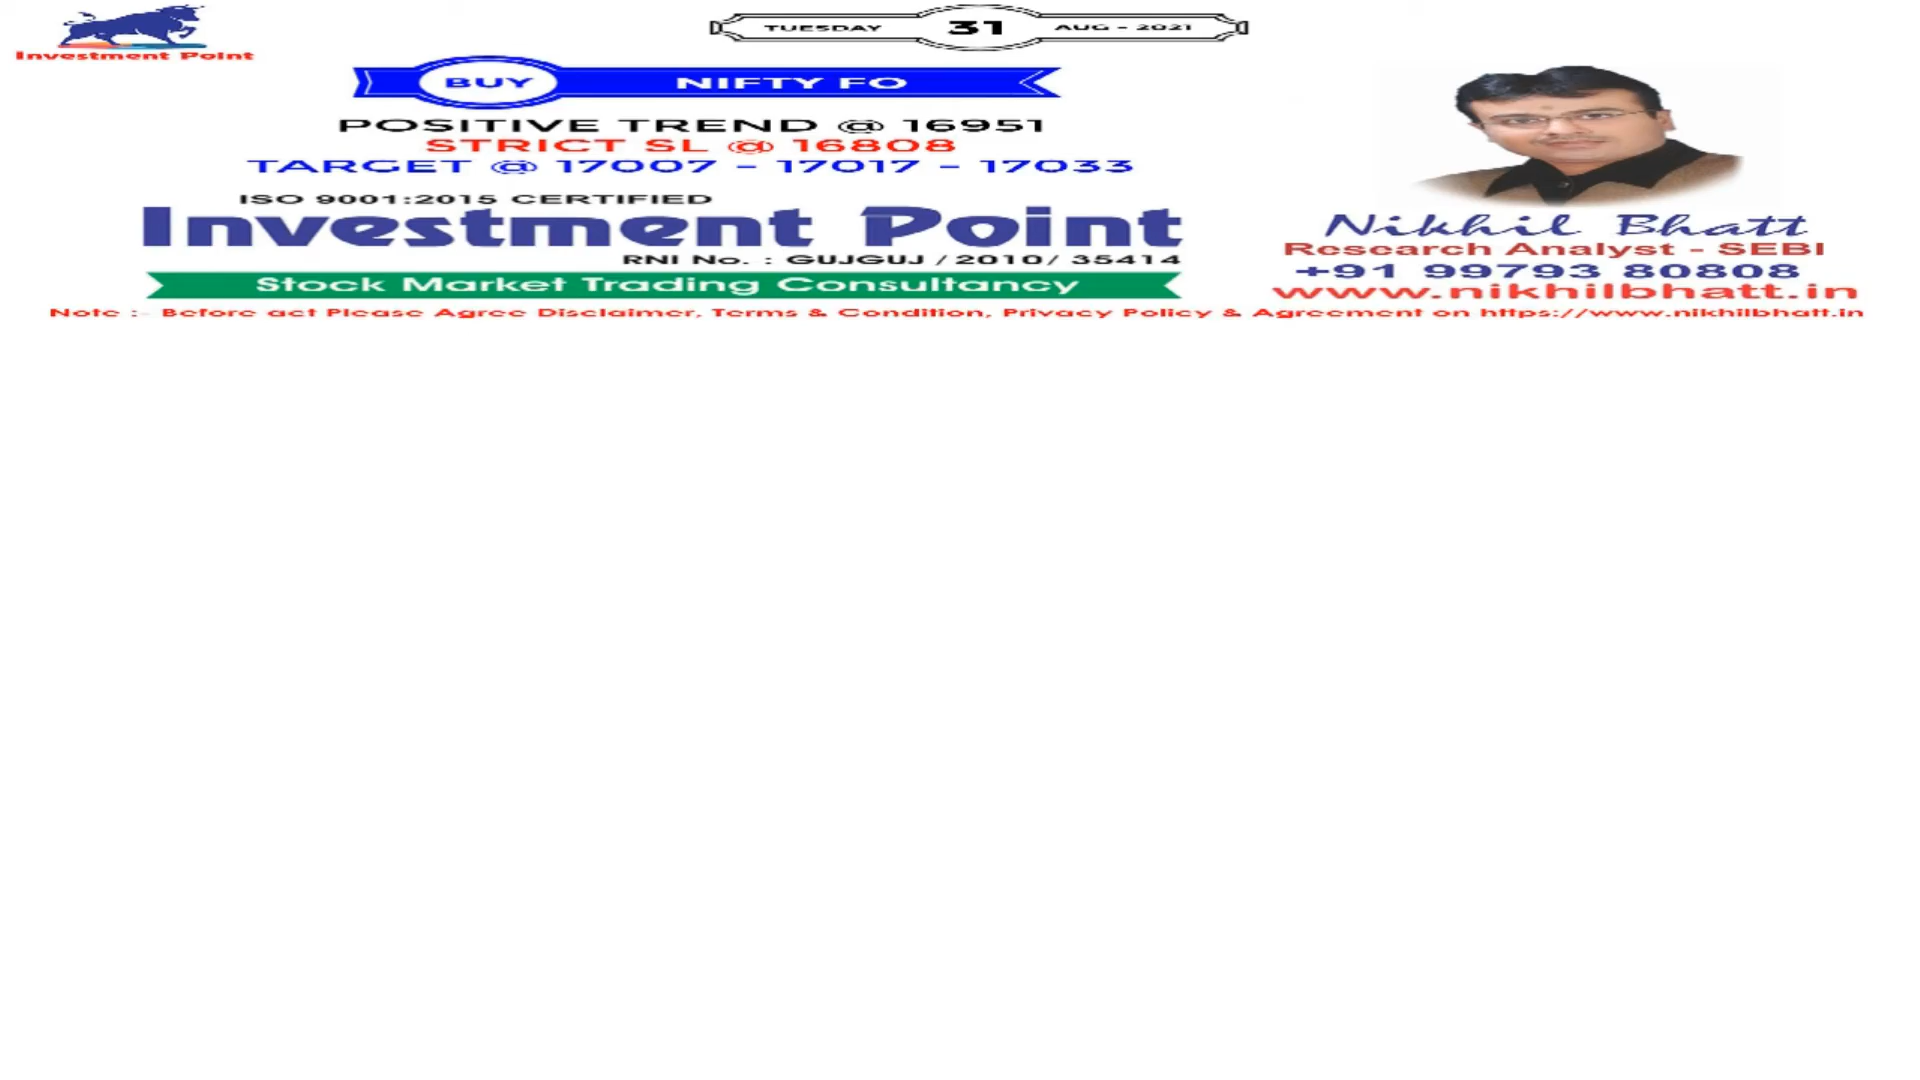 Investment Point
TUESDAY 31 AUG - 2021
BUY NIFTY FO
POSITIVE TREND @ 16951
STRICT SL @ 16808
TARGET @ 17007 - 17017 - 17033
ISO 9001:2015 CERTIFIED
Investment Point
RNI No. : GUJGUJ / 2010/ 35414
Stock Market Trading Consultancy
Nikhil Bhatt
Research Analyst - SEBI
+91 99793 80808
www.nikhilbhatt.in
Note :- Before act Please Agree Disclaimer, Terms & Condition, Privacy Policy & Agreement on https://www.nikhilbhatt.in